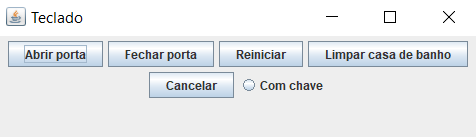 Teclado
Abrir porta Fechar porta Reiniciar Limpar casa de banho
Cancelar Com chave